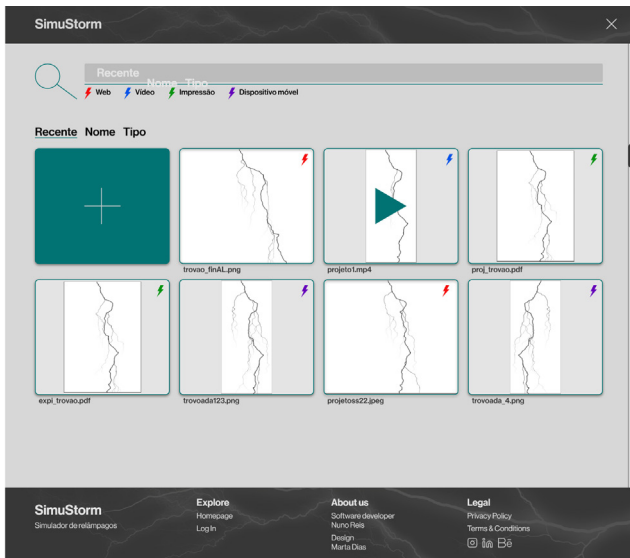 SimuStorm
Recente
Nome Tipo
Web Vídeo Impressão Dispositivo móvel
Recente Nome Tipo
trovao_finAL.png projeto1.mp4 proj_trovao.pdf
expi_trovao.pdf trovoada123.png projetoss22.jpeg trovoada_4.png
SimuStorm
Simulador de relâmpagos
Explore
Homepage
Log In
About us
Software developer
Nuno Reis
Design
Marta Dias
Legal
Privacy Policy
Terms & Conditions
in Bē